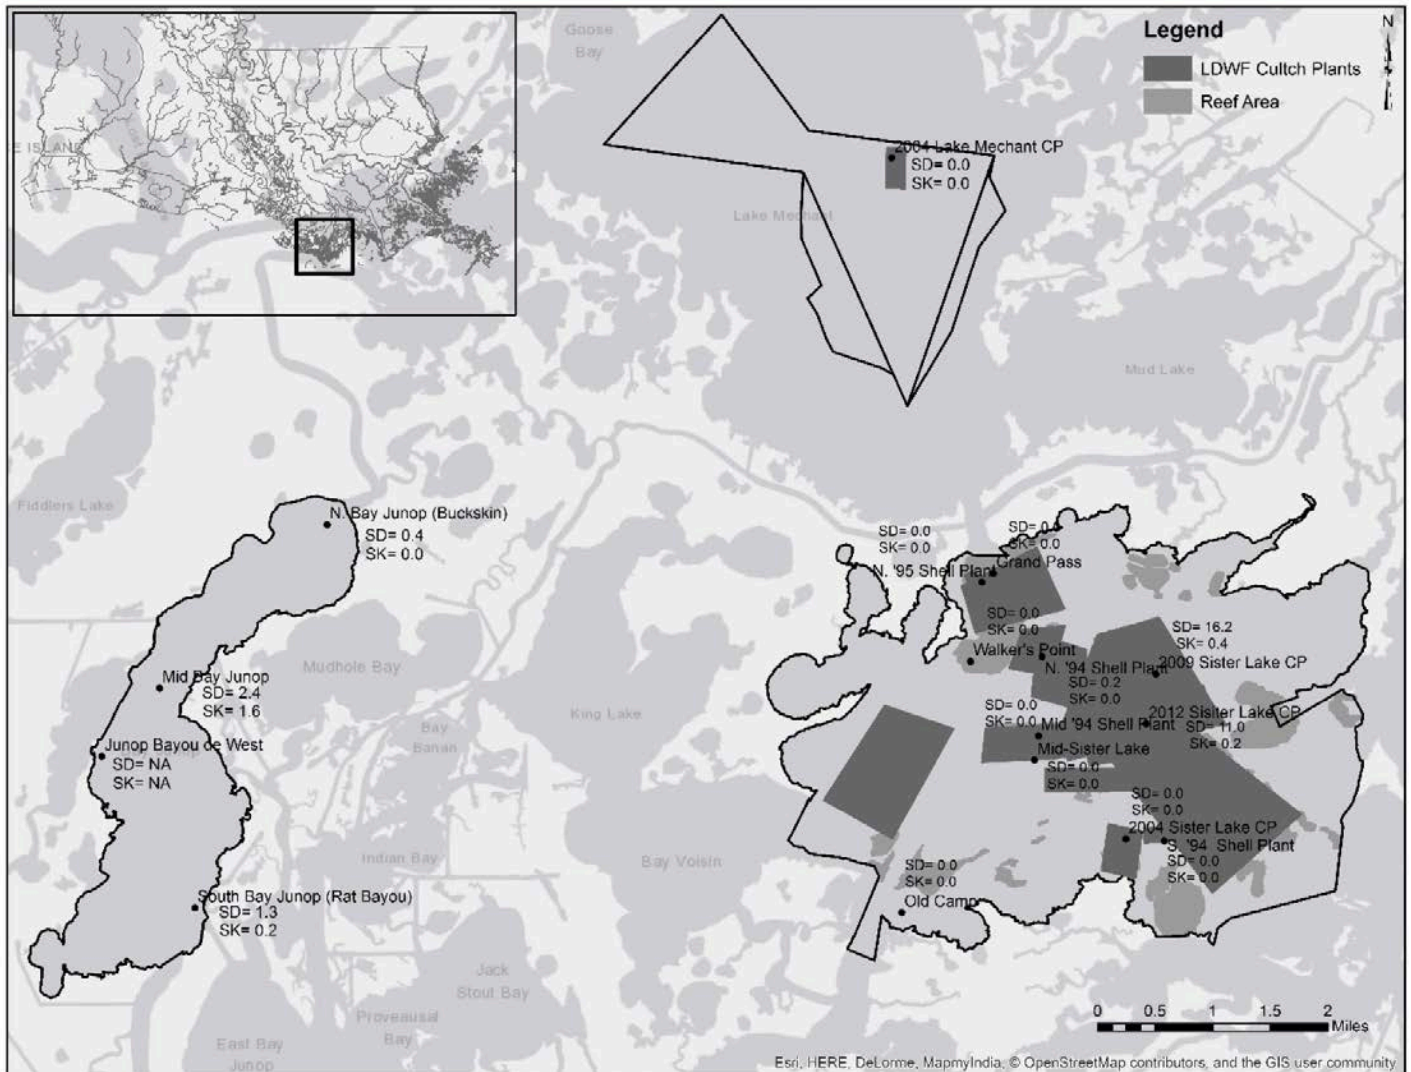 Goose
Bay
Legend
LDWF Cultch Plants
Reef Area
N
E ISLAND
2004 Lake Mechant CP
SD= 0.0
SK= 0.0
Lake Mechant
Mud Lake
Fiddlers Lake
N. Bay Junop (Buckskin)
SD= 0.4
SK= 0.0
Mid Bay Junop
SD= 2.4
SK= 1.6
Junop Bayou de West
SD= NA
SK= NA
South Bay Junop (Rat Bayou)
SD= 1.3
SK= 0.2
Mudhole Bay
Bay
Banan
King Lake
Indian Bay
Bay Voisin
Jack
Stout Bay
Proveausal
Bay
East Bay
Junop
SD= 0.0
SK= 0.0
N. '95 Shell Plant
SK= 0.0
Grand Pass
SD= 0.0
SK= 0.0
Walker's Point
N. '94 Shell Plant
SD= 0.2
SK= 0.0
SD= 16.2
SK= 0.4
2009 Sister Lake CP
SD= 0.0
SK= 0.0
Mid '94 Shell Plant
2012 Sisiter Lake CP
SD= 11.0
SK= 0.2
Mid-Sister Lake
SD= 0.0
SK= 0.0
SD= 0.0
SK= 0.0
2004 Sister Lake CP
S. '94 Shell Plant
SD= 0.0
SK= 0.0
SD= 0.0
SK= 0.0
Old Camp
0 0.5 1 1.5 2
Miles
Esri, HERE, DeLorme, MapmyIndia, © OpenStreetMap contributors, and the GIS user community